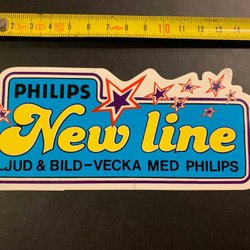 PHILIPS
New line
LJUD & BILD-VECKA MED PHILIPS